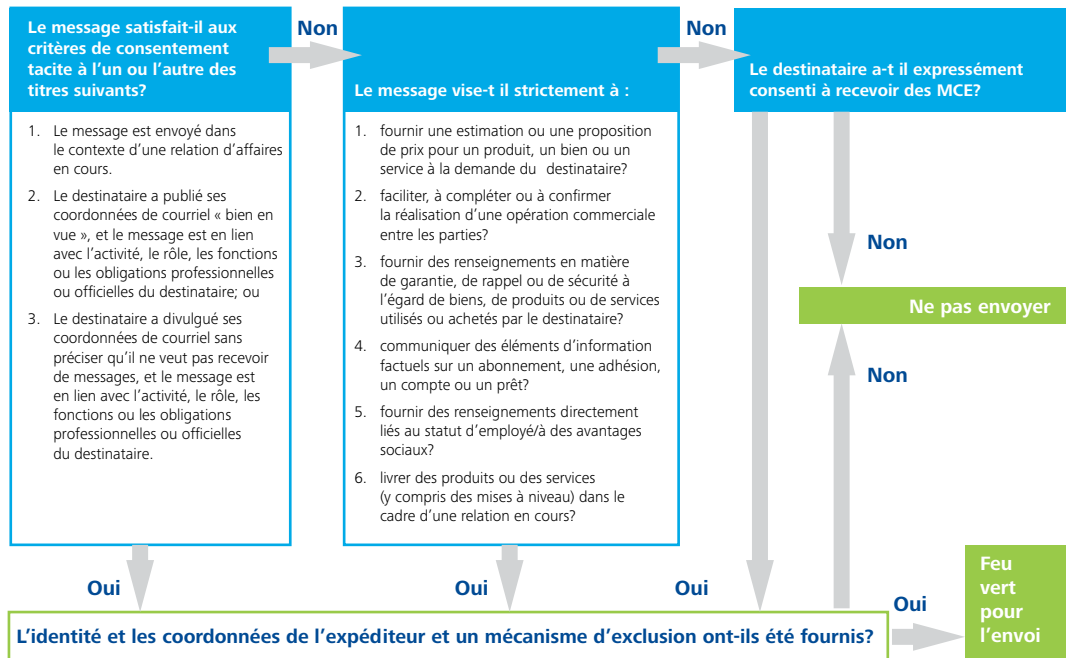 Le message satisfait-il aux
critères de consentement
tacite à l'un ou l'autre des
titres suivants?
1. Le message est envoyé dans
le contexte d'une relation d'affaires
en cours.
2. Le destinataire a publié ses
coordonnées de courriel « bien en
vue », et le message est en lien
avec l'activité, le rôle, les fonctions
ou les obligations professionnelles
ou officielles du destinataire; ou
3. Le destinataire a divulgué ses
coordonnées de courriel sans
préciser qu'il ne veut pas recevoir
de messages, et le message est
en lien avec l'activité, le rôle, les
fonctions ou les obligations
professionnelles ou officielles
du destinataire.
Non
Le message vise-t il strictement à :
1. fournir une estimation ou une proposition
de prix pour un produit, un bien ou un
service à la demande du destinataire?
2. faciliter, à compléter ou à confirmer
la réalisation d'une opération commerciale
entre les parties?
3. fournir des renseignements en matière
de garantie, de rappel ou de sécurité à
l'égard de biens, de produits ou de services
utilisés ou achetés par le destinataire?
4. communiquer des éléments d'information
factuels sur un abonnement, une adhésion,
un compte ou un prêt?
5. fournir des renseignements directement
liés au statut d'employé/à des avantages
sociaux?
6. livrer des produits ou des services
(y compris des mises à niveau) dans le
cadre d'une relation en cours?
Non
Le destinataire a-t il expressément
consenti à recevoir des MCE?
Non
Ne pas envoyer
Non
Oui
Oui
Oui
L'identité et les coordonnées de l'expéditeur et un mécanisme d'exclusion ont-ils été fournis?
Oui
Feu
vert
pour
l'envoi